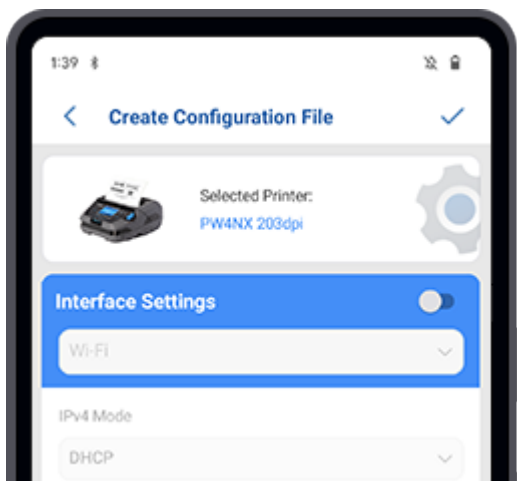 1:39
Create Configuration File
Selected Printer:
PW4NX 203dpi
Interface Settings
Wi-Fi
IPv4 Mode
DHCP